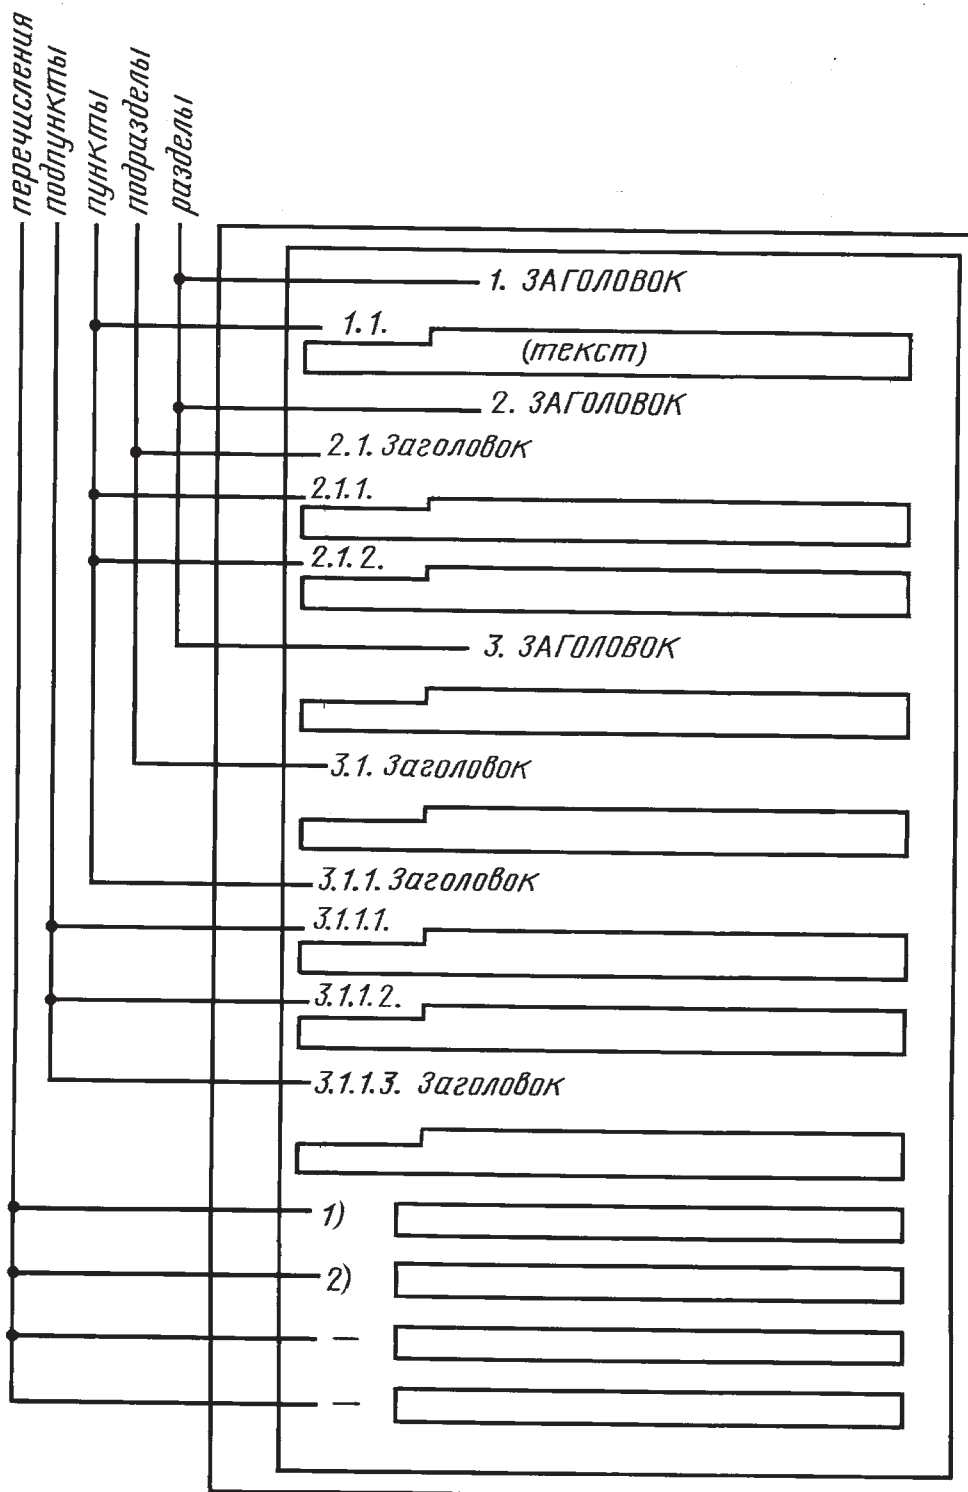 перечисления
подпункты
пункты
подразделы
разделы
1. ЗАГОЛОВОК
1.1.
(текст)
2. ЗАГОЛОВОК
2.1. Заголовок
2.1.1.
2.1.2.
3. ЗАГОЛОВОК
3.1. Заголовок
3.1.1. Заголовок
3.1.1.1.
3.1.1.2.
3.1.1.3. Заголовок
1)
2)
—
—